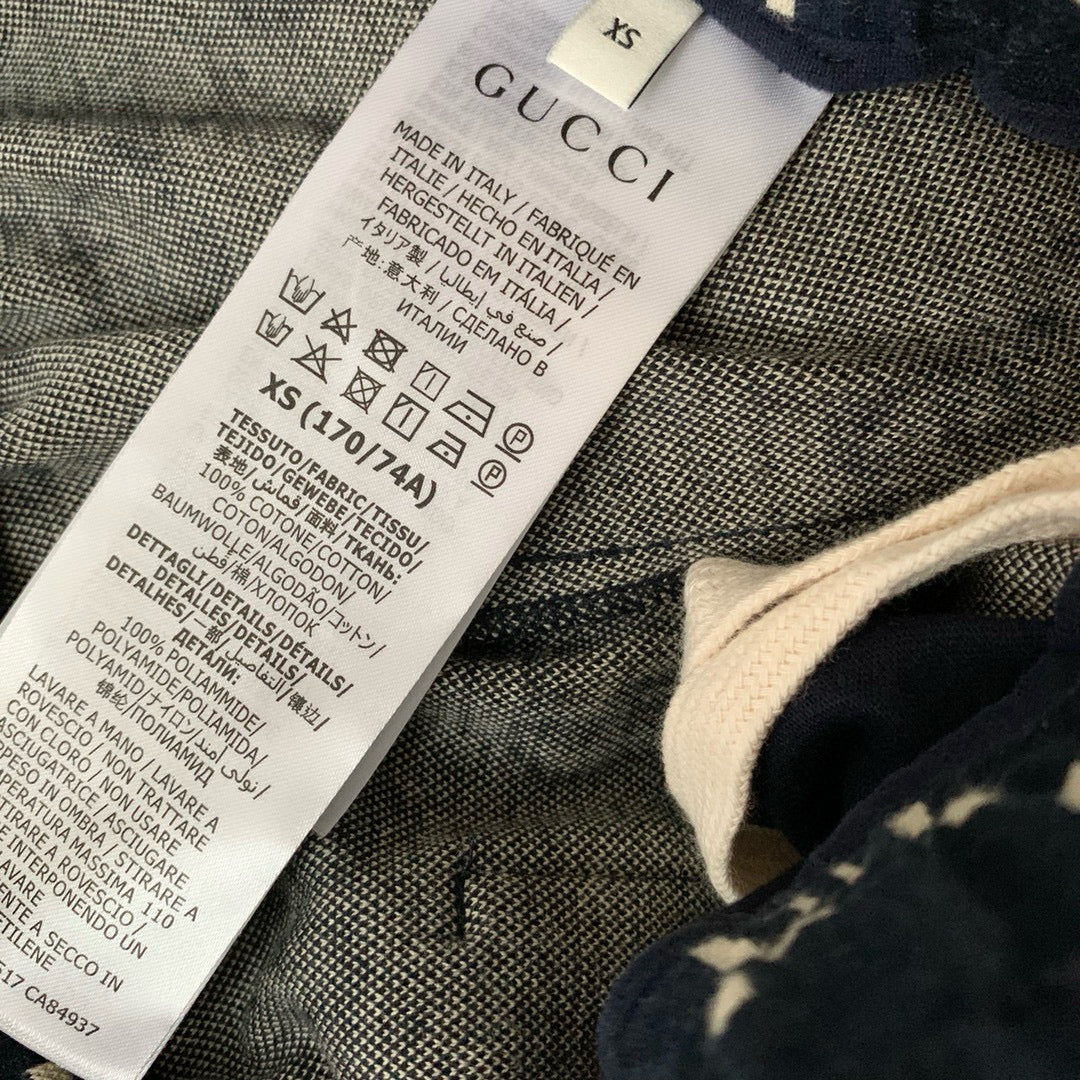 XS
GUCCI
MADE IN ITALY / FABRIQUÉ EN
ITALIE / HECHO EN ITALIA /
HERGESTELLT IN ITALIEN /
FABRICADO EM ITÁLIA /
イタリア製 / صنع في إيطاليا /
产地: 意大利 / СДЕЛАНО В
ИТАЛИИ
XS (170/74A)
TESSUTO/FABRIC/TISSU/
TEJIDO/GEWEBE/TECIDO/
表地/قماش/面料/ТКАНЬ:
100% COTONE/COTTON/
COTON/ALGODON/
BAUMWOLLE/ALGODÃO/コットン/
قطن/棉/ХЛОПОК
DETTAGLI/DETAILS/DÉTAILS/
DETALLES/DETAILS/
DETALHES/一部/التفاصيل/镶边/
ДЕТАЛИ:
100% POLIAMMIDE/
POLYAMIDE/POLIAMIDA/
POLYAMID/ナイロン/
锦纶/ПОЛИАМИД
LAVARE A MANO / LAVARE A
ROVESCIO / NON TRATTARE
CON CLORO / NON USARE
ASCIUGATRICE / ASCIUGARE
APPESO IN OMBRA / STIRARE A
TEMPERATURA MASSIMA 110
STIRARE A ROVESCIO /
INTERPONENDO UN
LAVARE
A SECCO IN
517 CA84937